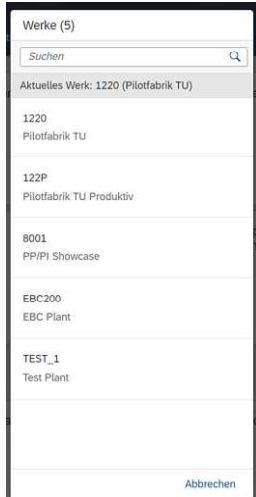 Werke (5)
Suchen
Aktuelles Werk: 1220 (Pilotfabrik TU)
1220
Pilotfabrik TU
122P
Pilotfabrik TU Produktiv
8001
PP/PI Showcase
EBC200
EBC Plant
TEST_1
Test Plant
Abbrechen